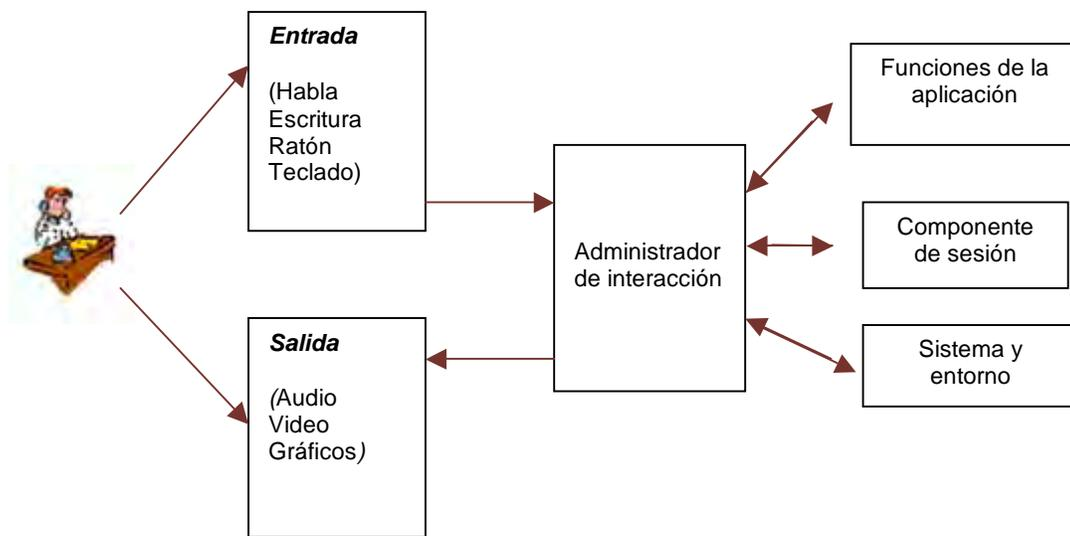 Entrada
(Habla
Escritura
Ratón
Teclado)
Salida
(Audio
Video
Gráficos)
Administrador
de interacción
Funciones de la
aplicación
Componente
de sesión
Sistema y
entorno